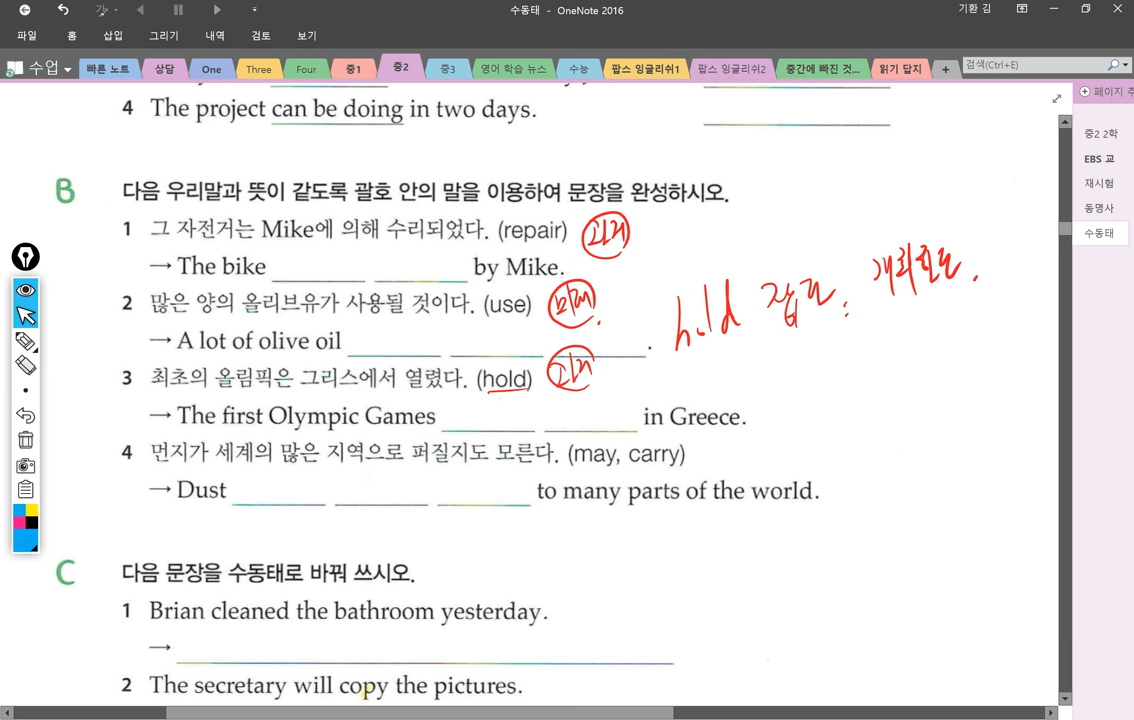 수동태 - OneNote 2016
기환 김
파일 홈 삽입 그리기 내역 검토 보기
수업 빠른 노트 상담 One Three Four 중1 중2 중3 영어 학습 뉴스 수능 팝스 잉글리쉬1 팝스 잉글리쉬2 중간에 빠진 것... 읽기 답지 + 검색(Ctrl+E)
페이지 추
중2 2학
EBS 교
재시험
동명사
수동태
4 The project can be doing in two days.
B 다음 우리말과 뜻이 같도록 괄호 안의 말을 이용하여 문장을 완성하시오.
1 그 자전거는 Mike에 의해 수리되었다. (repair) 과거
→ The bike by Mike.
2 많은 양의 올리브유가 사용될 것이다. (use) 미래
→ A lot of olive oil .
hold 잡다. 개최하다.
3 최초의 올림픽은 그리스에서 열렸다. (hold) 과거
→ The first Olympic Games in Greece.
4 먼지가 세계의 많은 지역으로 퍼질지도 모른다. (may, carry)
→ Dust to many parts of the world.
C 다음 문장을 수동태로 바꿔 쓰시오.
1 Brian cleaned the bathroom yesterday.
→
2 The secretary will copy the pictures.